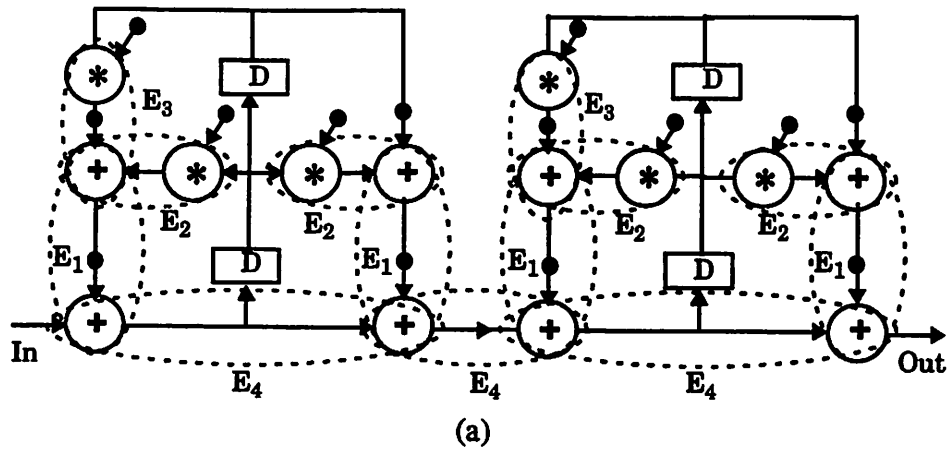 * *
D D
E₃ E₃
+ * * + + * * +
E₂ E₂ E₂ E₂
D D
E₁ E₁ E₁ E₁
+ + + +
In Out
E₄ E₄ E₄
(a)